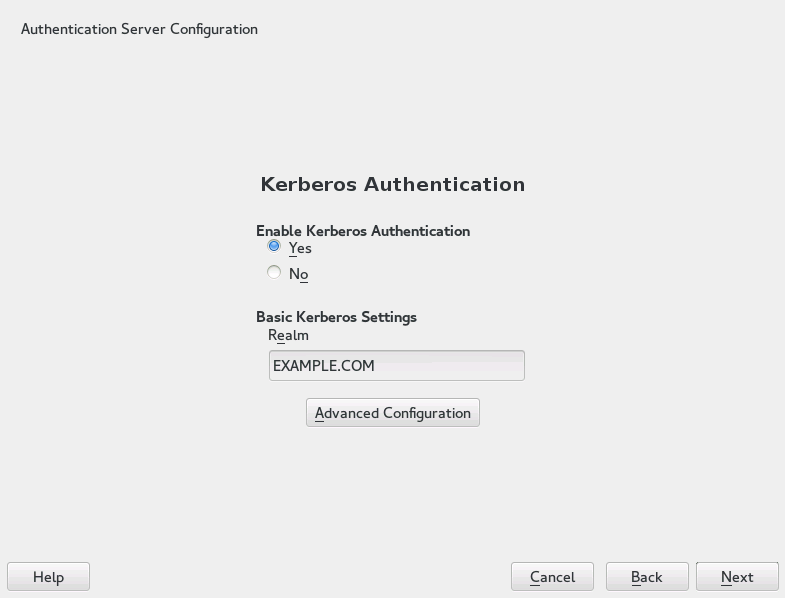 Authentication Server Configuration
Kerberos Authentication
Enable Kerberos Authentication
Yes
No
Basic Kerberos Settings
Realm
EXAMPLE.COM
Advanced Configuration
Help Cancel Back Next